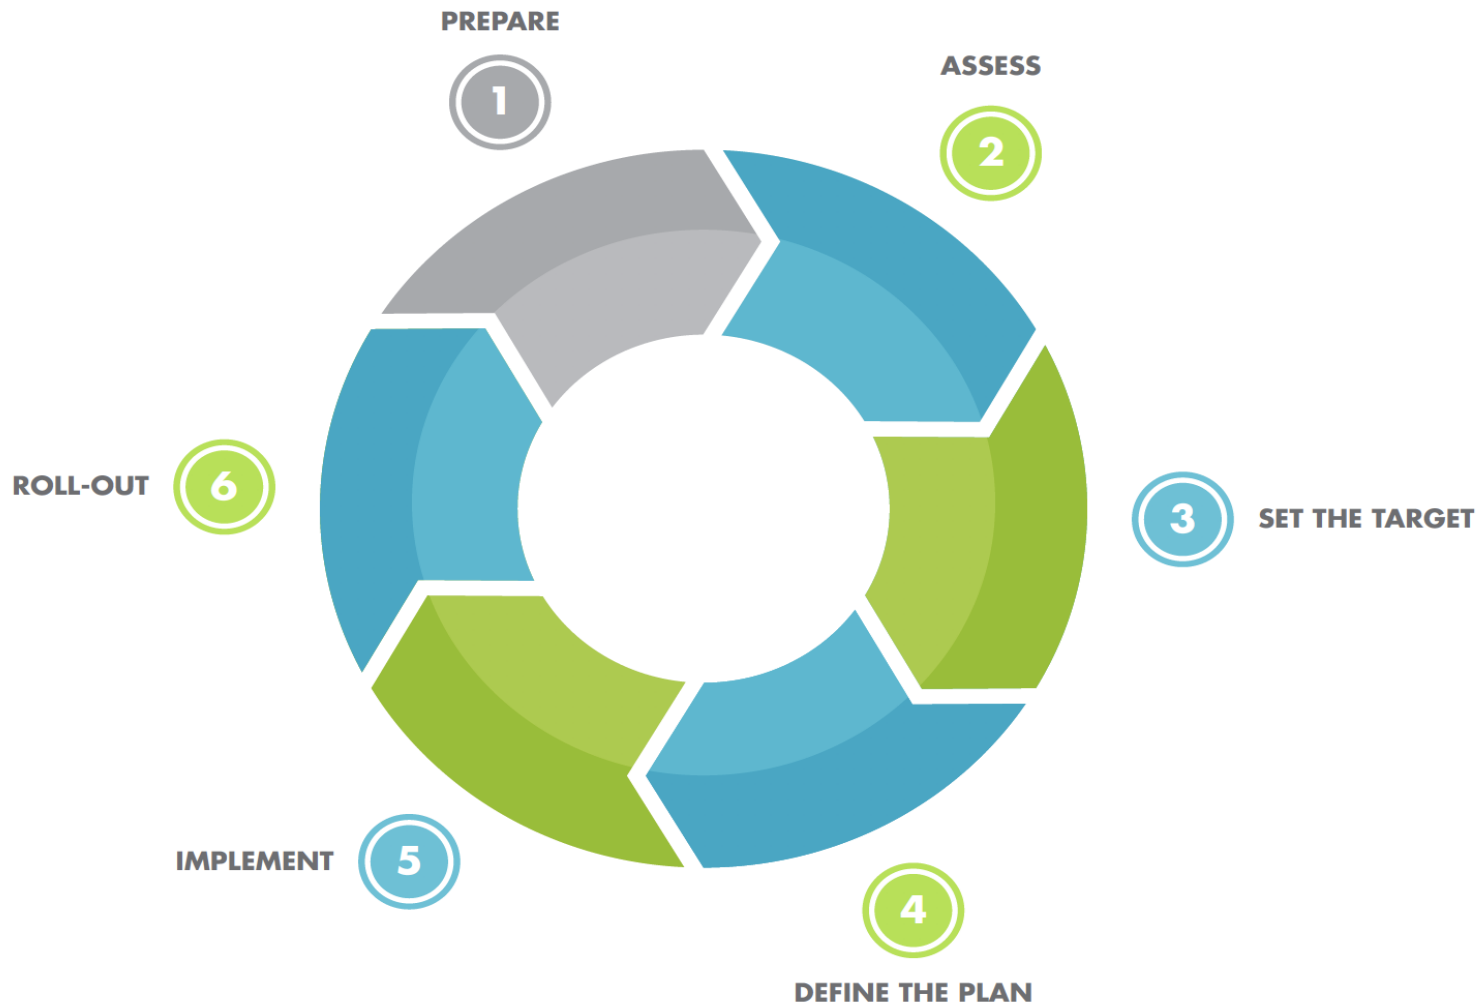 PREPARE
1
ASSESS
2
3
SET THE TARGET
4
DEFINE THE PLAN
5
IMPLEMENT
6
ROLL-OUT